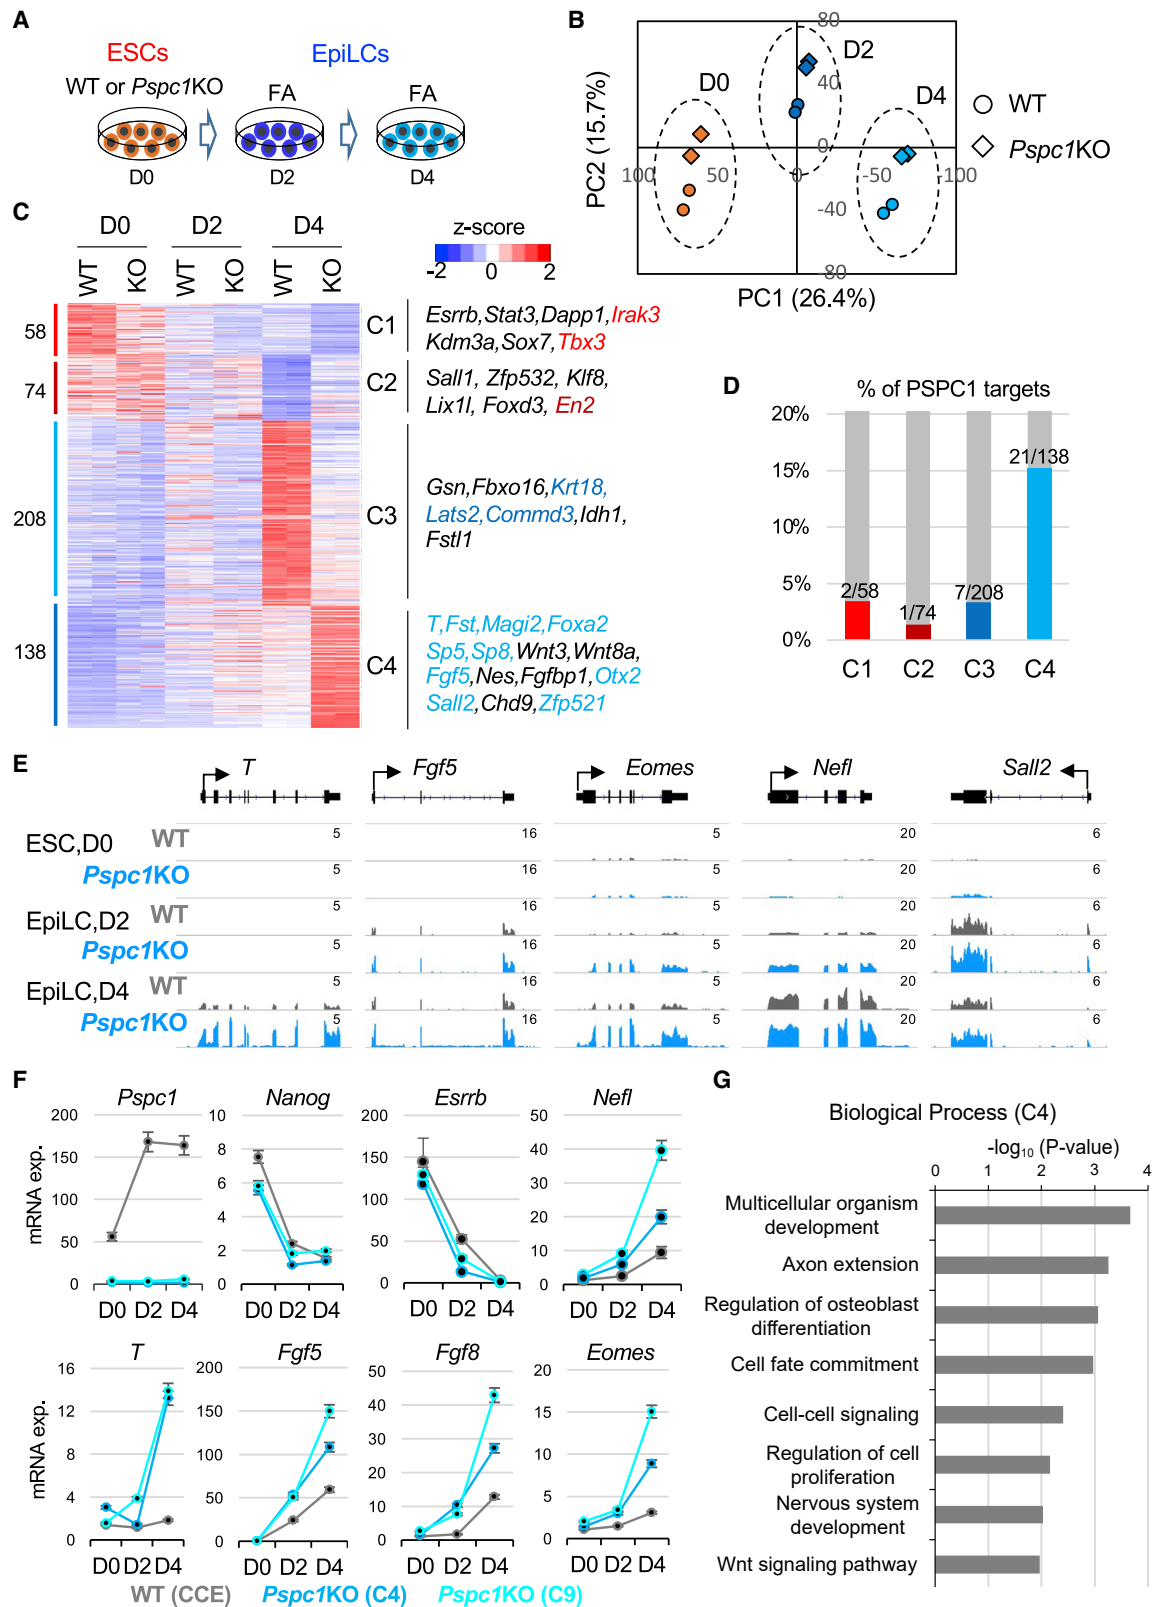 A
ESCs
EpiLCs
WT or Pspc1KO
FA
FA
D0
D2
D4
B
80
D2
D0
40
D4
0
100
50
0
-50
-100
-40
-80
PC2 (15.7%)
PC1 (26.4%)
WT
Pspc1KO
C
D0
D2
D4
WT
KO
WT
KO
WT
KO
z-score
-2
0
2
58
74
208
138
C1
C2
C3
C4
Esrrb,Stat3,Dapp1,Irak3
Kdm3a,Sox7,Tbx3
Sall1, Zfp532, Klf8,
Lix1l, Foxd3, En2
Gsn,Fbxo16,Krt18,
Lats2,Commd3,Idh1,
Fstl1
T,Fst,Magi2,Foxa2
Sp5,Sp8,Wnt3,Wnt8a,
Fgf5,Nes,Fgfbp1,Otx2
Sall2,Chd9,Zfp521
D
% of PSPC1 targets
20%
15%
10%
5%
0%
2/58
1/74
7/208
21/138
C1
C2
C3
C4
E
T
Fgf5
Eomes
Nefl
Sall2
ESC,D0
WT
5
16
5
20
6
Pspc1KO
5
16
5
20
6
EpiLC,D2
WT
5
16
5
20
6
Pspc1KO
5
16
5
20
6
EpiLC,D4
WT
5
16
5
20
6
Pspc1KO
5
16
5
20
6
F
Pspc1
mRNA exp.
200
150
100
50
0
D0 D2 D4
Nanog
10
8
6
4
2
0
D0 D2 D4
Esrrb
200
150
100
50
0
D0 D2 D4
Nefl
50
40
30
20
10
0
D0 D2 D4
T
mRNA exp.
16
12
8
4
0
D0 D2 D4
Fgf5
200
150
100
50
0
D0 D2 D4
Fgf8
50
40
30
20
10
0
D0 D2 D4
Eomes
20
15
10
5
0
D0 D2 D4
WT (CCE)
Pspc1KO (C4)
Pspc1KO (C9)
G
Biological Process (C4)
-log₁₀ (P-value)
0
1
2
3
4
Multicellular organism
development
Axon extension
Regulation of osteoblast
differentiation
Cell fate commitment
Cell-cell signaling
Regulation of cell
proliferation
Nervous system
development
Wnt signaling pathway